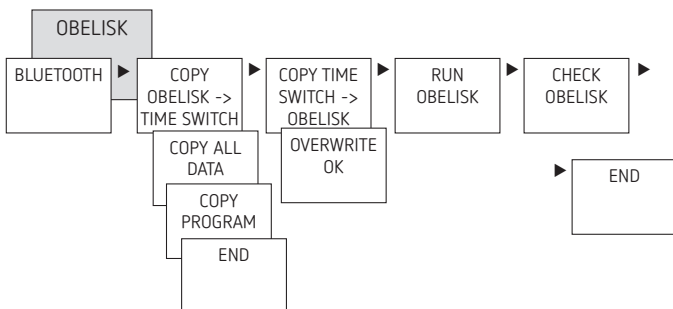 OBELISK
BLUETOOTH
COPY
OBELISK ->
TIME SWITCH
COPY ALL
DATA
COPY
PROGRAM
END
COPY TIME
SWITCH ->
OBELISK
OVERWRITE
OK
RUN
OBELISK
CHECK
OBELISK
END